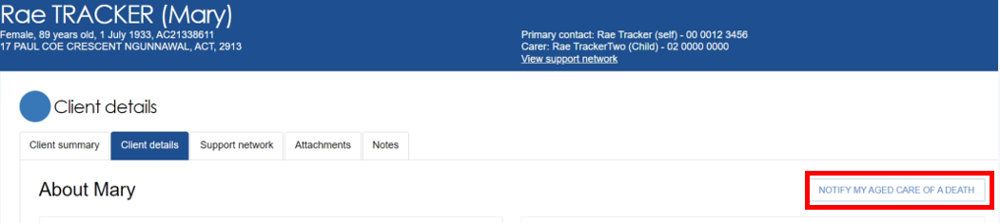 Rae TRACKER (Mary)
Female, 89 years old, 1 July 1933, AC21338611
17 PAUL COE CRESCENT NGUNNAWAL, ACT, 2913
Primary contact: Rae Tracker (self) - 00 0012 3456
Carer: Rae TrackerTwo (Child) - 02 0000 0000
View support network
Client details
Client summary
Client details
Support network
Attachments
Notes
About Mary
NOTIFY MY AGED CARE OF A DEATH